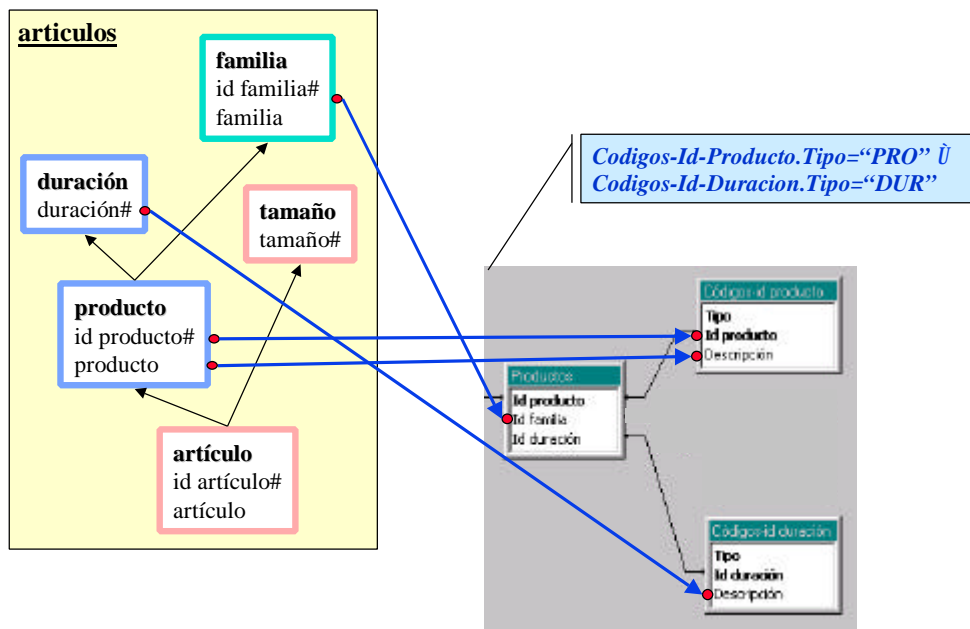 articulos
familia
id familia#
familia
duración
duración#
tamaño
tamaño#
producto
id producto#
producto
artículo
id artículo#
artículo
Codigos-Id-Producto.Tipo=“PRO” Ù
Codigos-Id-Duracion.Tipo=“DUR”
Códigos-id producto
Tipo
Id producto
Descripción
Productos
Id producto
Id familia
Id duración
Códigos-id duración
Tipo
Id duración
Descripción